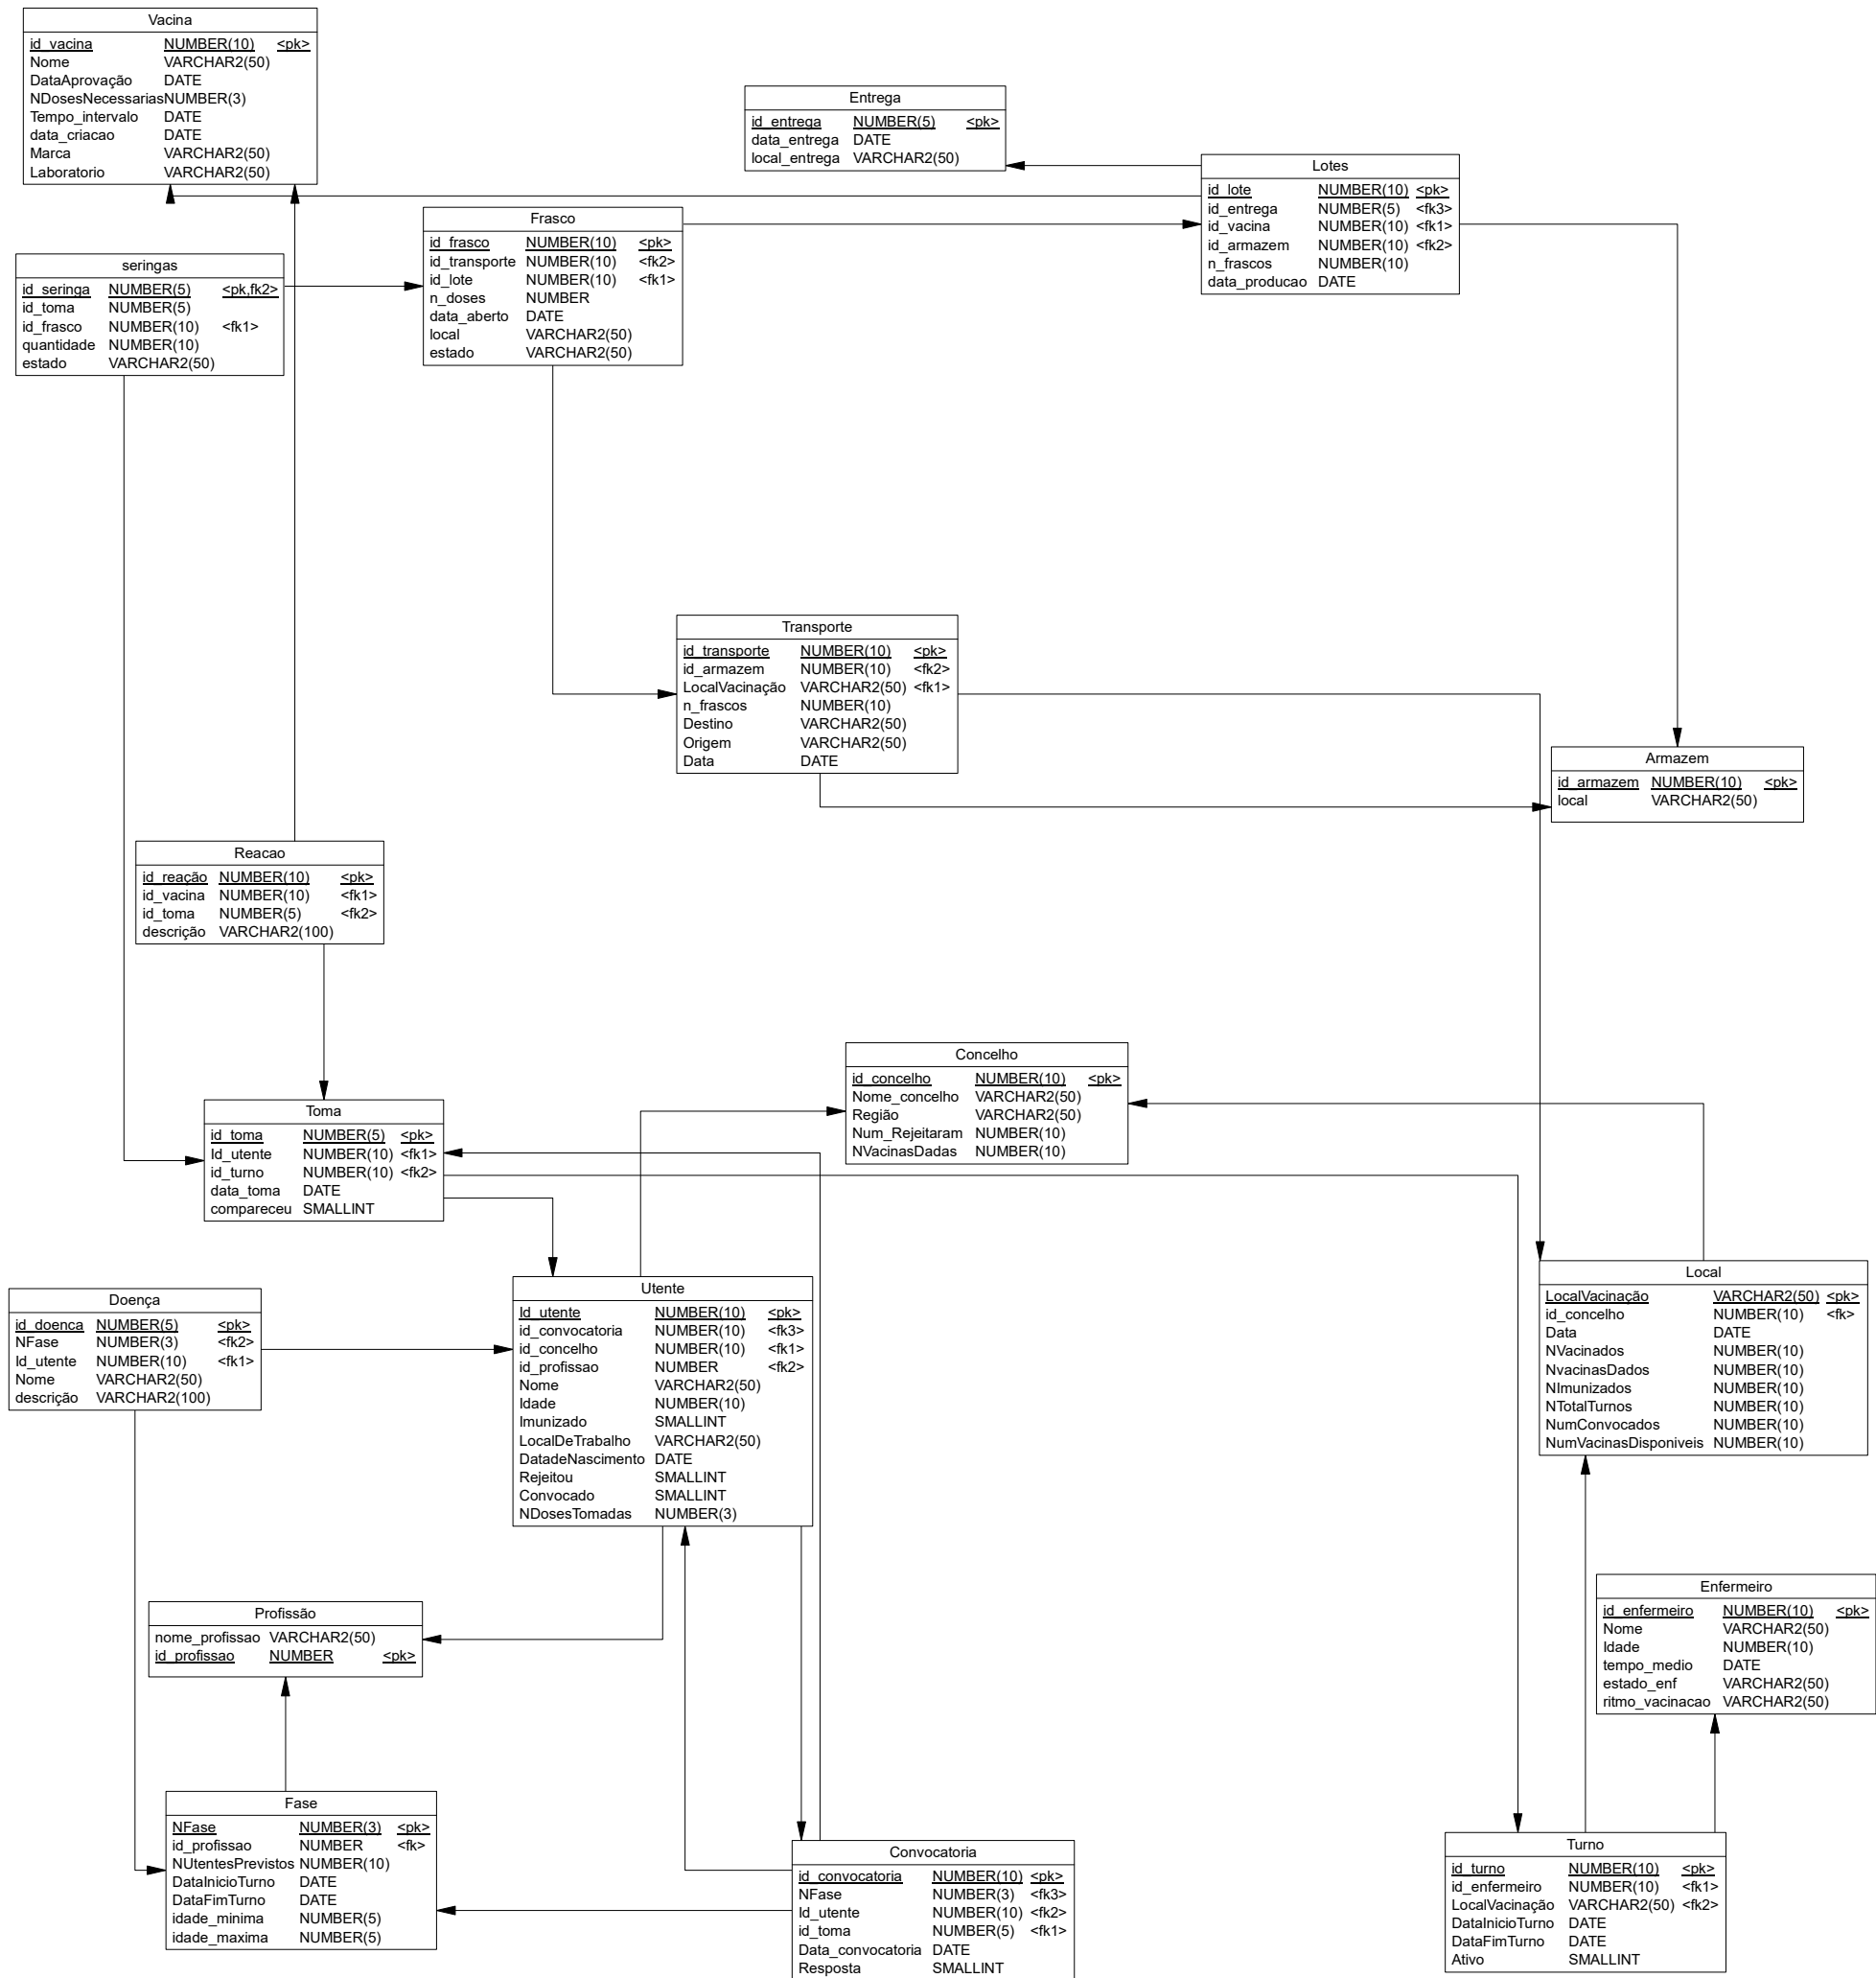 Vacina
id_vacina NUMBER(10) <pk>
Nome VARCHAR2(50)
DataAprovação DATE
NDosesNecessarias NUMBER(3)
Tempo_intervalo DATE
data_criacao DATE
Marca VARCHAR2(50)
Laboratorio VARCHAR2(50)
Entrega
id_entrega NUMBER(5) <pk>
data_entrega DATE
local_entrega VARCHAR2(50)
Lotes
id_lote NUMBER(10) <pk>
id_entrega NUMBER(5) <fk3>
id_vacina NUMBER(10) <fk1>
id_armazem NUMBER(10) <fk2>
n_frascos NUMBER(10)
data_producao DATE
Frasco
id_frasco NUMBER(10) <pk>
id_transporte NUMBER(10) <fk2>
id_lote NUMBER(10) <fk1>
n_doses NUMBER
data_aberto DATE
local VARCHAR2(50)
estado VARCHAR2(50)
seringas
id_seringa NUMBER(5) <pk,fk2>
id_toma NUMBER(5)
id_frasco NUMBER(10) <fk1>
quantidade NUMBER(10)
estado VARCHAR2(50)
Transporte
id_transporte NUMBER(10) <pk>
id_armazem NUMBER(10) <fk2>
LocalVacinação VARCHAR2(50) <fk1>
n_frascos NUMBER(10)
Destino VARCHAR2(50)
Origem VARCHAR2(50)
Data DATE
Armazem
id_armazem NUMBER(10) <pk>
local VARCHAR2(50)
Reacao
id_reação NUMBER(10) <pk>
id_vacina NUMBER(10) <fk1>
id_toma NUMBER(5) <fk2>
descrição VARCHAR2(100)
Concelho
id_concelho NUMBER(10) <pk>
Nome_concelho VARCHAR2(50)
Região VARCHAR2(50)
Num_Rejeitaram NUMBER(10)
NVacinasDadas NUMBER(10)
Toma
id_toma NUMBER(5) <pk>
Id_utente NUMBER(10) <fk1>
id_turno NUMBER(10) <fk2>
data_toma DATE
compareceu SMALLINT
Local
LocalVacinação VARCHAR2(50) <pk>
id_concelho NUMBER(10) <fk>
Data DATE
NVacinados NUMBER(10)
NvacinasDados NUMBER(10)
NImunizados NUMBER(10)
NTotalTurnos NUMBER(10)
NumConvocados NUMBER(10)
NumVacinasDisponiveis NUMBER(10)
Utente
Id_utente NUMBER(10) <pk>
id_convocatoria NUMBER(10) <fk3>
id_concelho NUMBER(10) <fk1>
id_profissao NUMBER <fk2>
Nome VARCHAR2(50)
Idade NUMBER(10)
Imunizado SMALLINT
LocalDeTrabalho VARCHAR2(50)
DatadeNascimento DATE
Rejeitou SMALLINT
Convocado SMALLINT
NDosesTomadas NUMBER(3)
Doença
id_doenca NUMBER(5) <pk>
NFase NUMBER(3) <fk2>
Id_utente NUMBER(10) <fk1>
Nome VARCHAR2(50)
descrição VARCHAR2(100)
Enfermeiro
id_enfermeiro NUMBER(10) <pk>
Nome VARCHAR2(50)
Idade NUMBER(10)
tempo_medio DATE
estado_enf VARCHAR2(50)
ritmo_vacinacao VARCHAR2(50)
Profissão
nome_profissao VARCHAR2(50)
id_profissao NUMBER <pk>
Fase
NFase NUMBER(3) <pk>
id_profissao NUMBER <fk>
NUtentesPrevistos NUMBER(10)
DataInicioTurno DATE
DataFimTurno DATE
idade_minima NUMBER(5)
idade_maxima NUMBER(5)
Convocatoria
id_convocatoria NUMBER(10) <pk>
NFase NUMBER(3) <fk3>
Id_utente NUMBER(10) <fk2>
id_toma NUMBER(5) <fk1>
Data_convocatoria DATE
Resposta SMALLINT
Turno
id_turno NUMBER(10) <pk>
id_enfermeiro NUMBER(10) <fk1>
LocalVacinação VARCHAR2(50) <fk2>
DataInicioTurno DATE
DataFimTurno DATE
Ativo SMALLINT